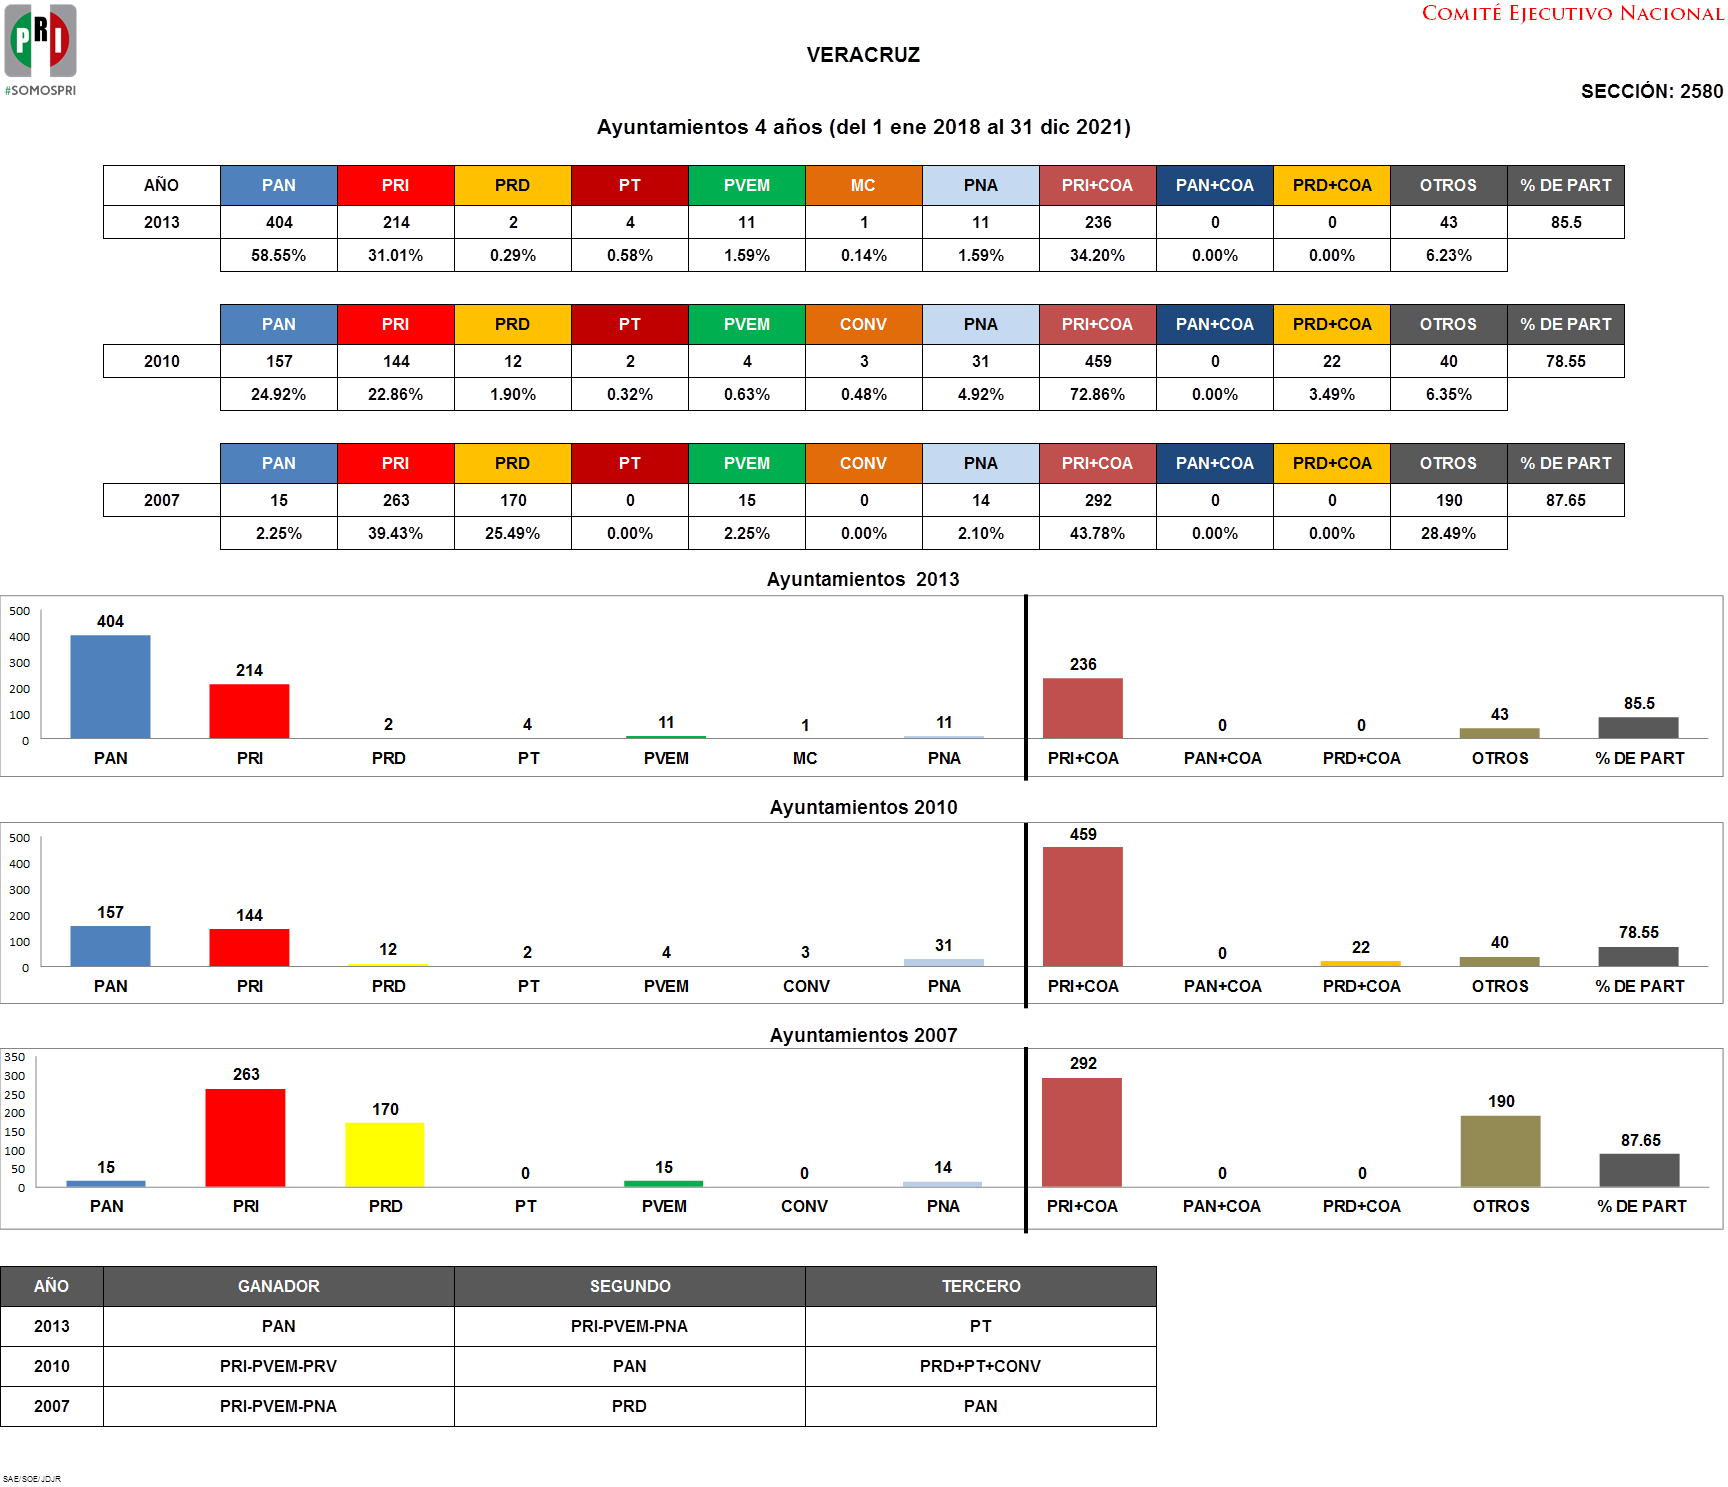 PRI
#SOMOSPRI
COMITÉ EJECUTIVO NACIONAL
VERACRUZ
SECCIÓN: 2580
Ayuntamientos 4 años (del 1 ene 2018 al 31 dic 2021)
AÑO PAN PRI PRD PT PVEM MC PNA PRI+COA PAN+COA PRD+COA OTROS % DE PART
2013 404 214 2 4 11 1 11 236 0 0 43 85.5
58.55% 31.01% 0.29% 0.58% 1.59% 0.14% 1.59% 34.20% 0.00% 0.00% 6.23%
PAN PRI PRD PT PVEM CONV PNA PRI+COA PAN+COA PRD+COA OTROS % DE PART
2010 157 144 12 2 4 3 31 459 0 22 40 78.55
24.92% 22.86% 1.90% 0.32% 0.63% 0.48% 4.92% 72.86% 0.00% 3.49% 6.35%
PAN PRI PRD PT PVEM CONV PNA PRI+COA PAN+COA PRD+COA OTROS % DE PART
2007 15 263 170 0 15 0 14 292 0 0 190 87.65
2.25% 39.43% 25.49% 0.00% 2.25% 0.00% 2.10% 43.78% 0.00% 0.00% 28.49%
Ayuntamientos 2013
500
400
300
200
100
0
404 214 2 4 11 1 11 236 0 0 43 85.5
PAN PRI PRD PT PVEM MC PNA PRI+COA PAN+COA PRD+COA OTROS % DE PART
Ayuntamientos 2010
500
400
300
200
100
0
157 144 12 2 4 3 31 459 0 22 40 78.55
PAN PRI PRD PT PVEM CONV PNA PRI+COA PAN+COA PRD+COA OTROS % DE PART
Ayuntamientos 2007
350
300
250
200
150
100
50
0
15 263 170 0 15 0 14 292 0 0 190 87.65
PAN PRI PRD PT PVEM CONV PNA PRI+COA PAN+COA PRD+COA OTROS % DE PART
AÑO GANADOR SEGUNDO TERCERO
2013 PAN PRI-PVEM-PNA PT
2010 PRI-PVEM-PRV PAN PRD+PT+CONV
2007 PRI-PVEM-PNA PRD PAN
SAE/SOE/JDJR